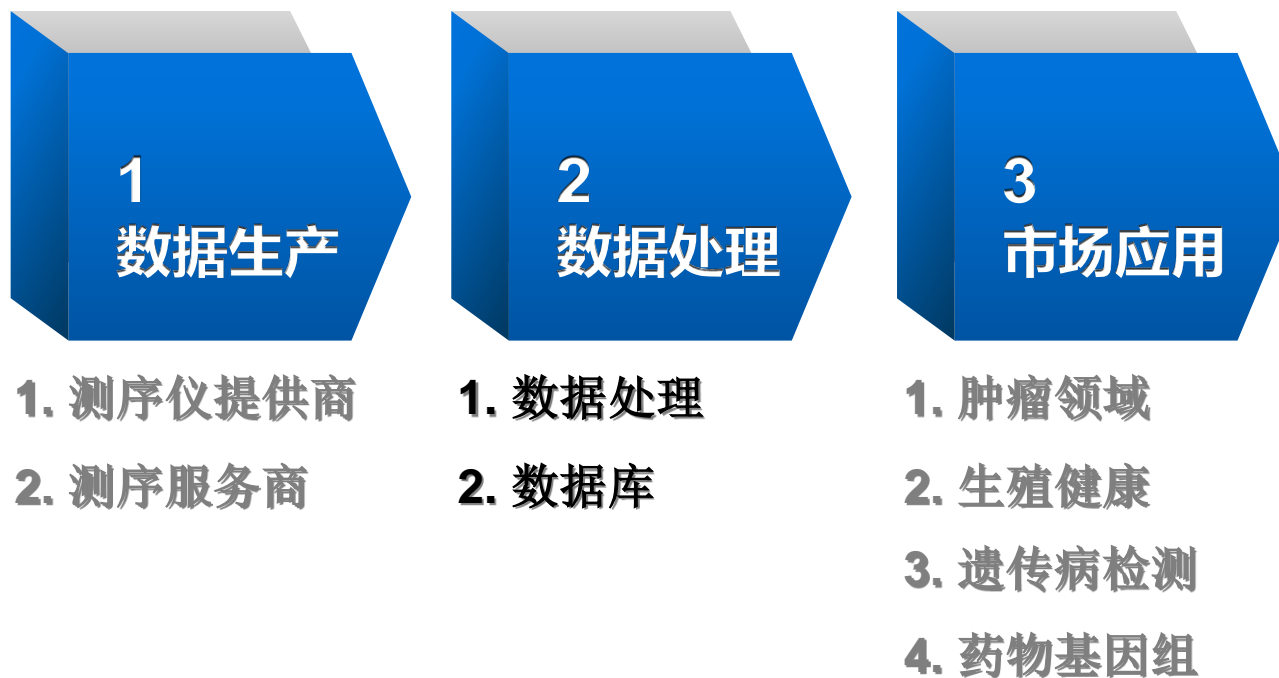 1
数据生产
1. 测序仪提供商
2. 测序服务商
2
数据处理
1. 数据处理
2. 数据库
3
市场应用
1. 肿瘤领域
2. 生殖健康
3. 遗传病检测
4. 药物基因组